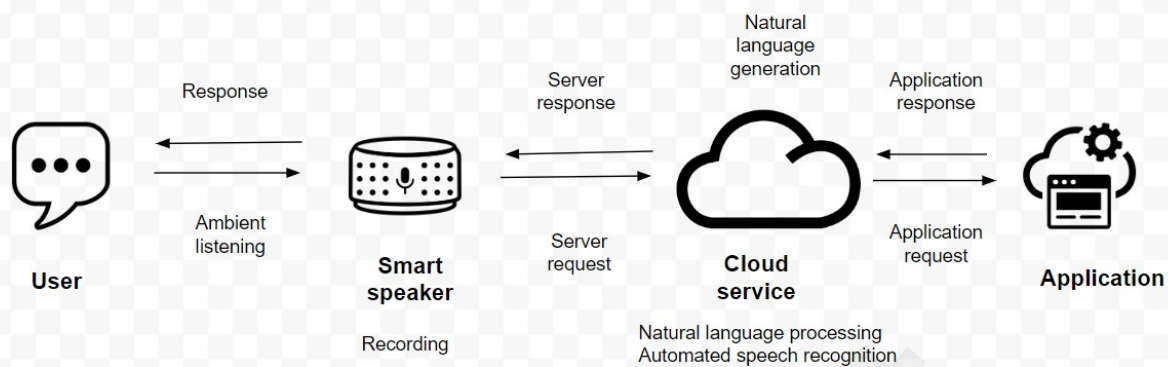 Natural
language
generation
Response
Server
response
Application
response
Ambient
listening
Server
request
Application
request
User
Smart
speaker
Cloud
service
Application
Recording
Natural language processing
Automated speech recognition